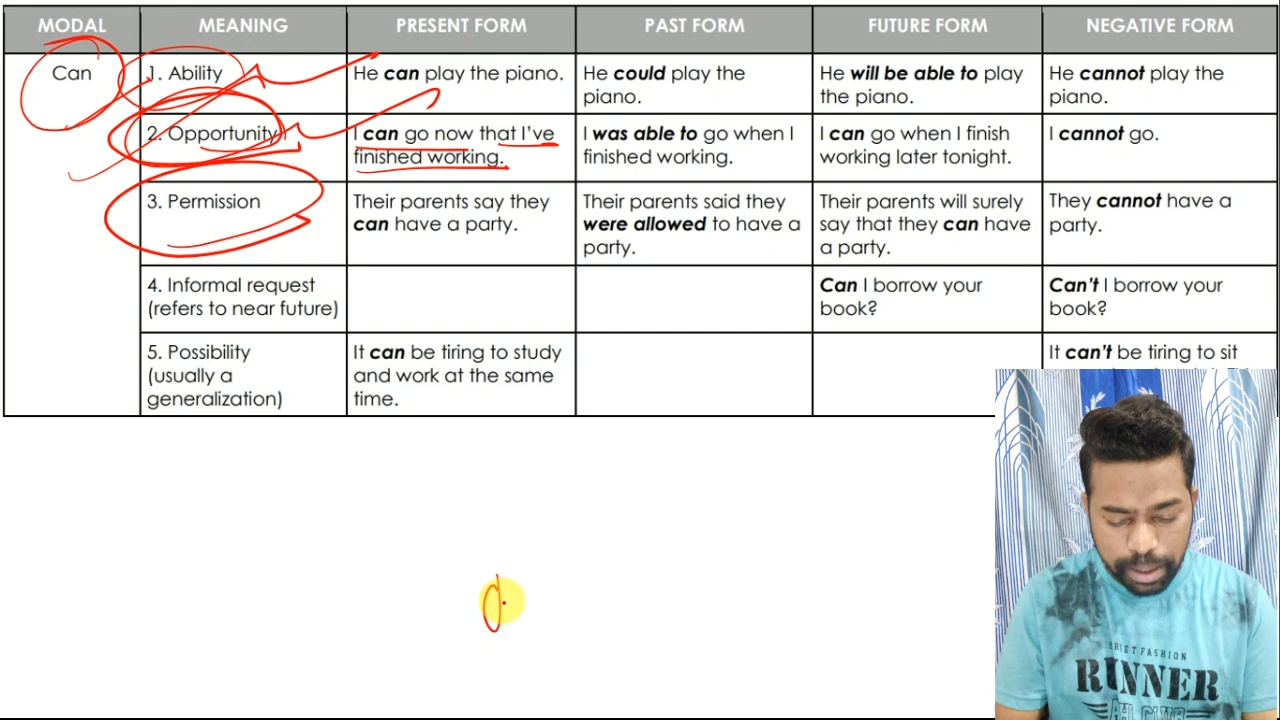 MODAL MEANING PRESENT FORM PAST FORM FUTURE FORM NEGATIVE FORM
Can
1. Ability
He can play the piano.
He could play the
piano.
He will be able to play
the piano.
He cannot play the
piano.
2. Opportunity
I can go now that I've
finished working.
I was able to go when I
finished working.
I can go when I finish
working later tonight.
I cannot go.
3. Permission
Their parents say they
can have a party.
Their parents said they
were allowed to have a
party.
Their parents will surely
say that they can have
a party.
They cannot have a
party.
4. Informal request
(refers to near future)
Can I borrow your
book?
Can't I borrow your
book?
5. Possibility
(usually a
generalization)
It can be tiring to study
and work at the same
time.
It can't be tiring to sit
FASHION
RUNNER